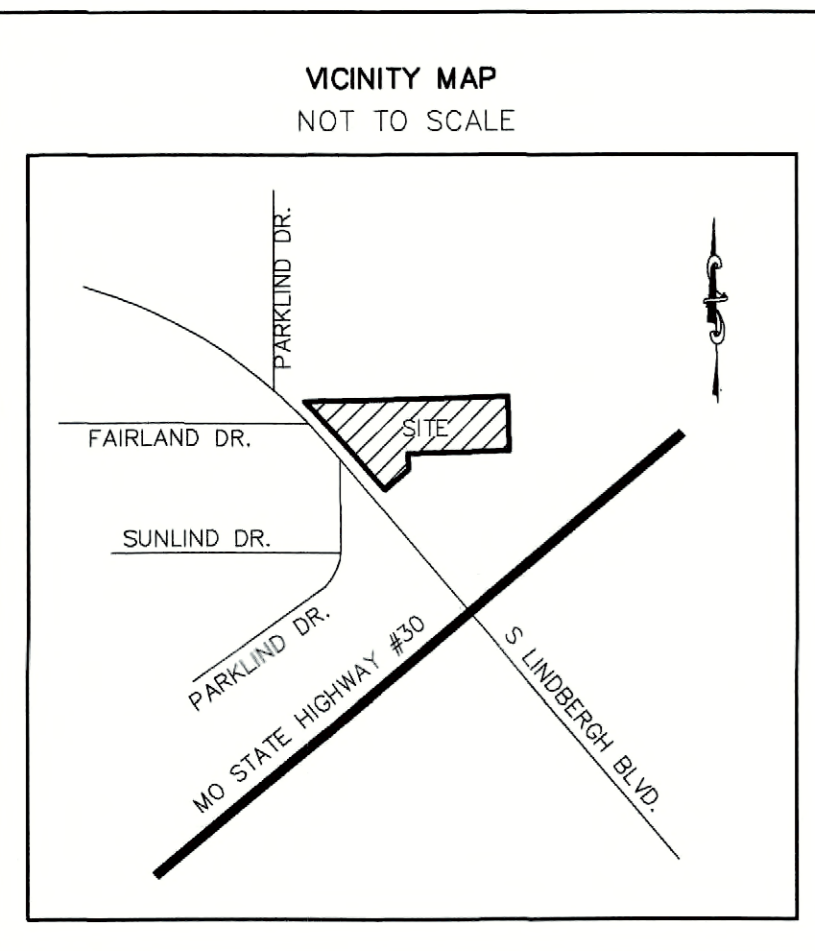 VICINITY MAP
NOT TO SCALE
PARKLIND DR.
FAIRLAND DR.
SITE
SUNLIND DR.
PARKLIND DR.
MO STATE HIGHWAY #30
S LINDBERGH BLVD.